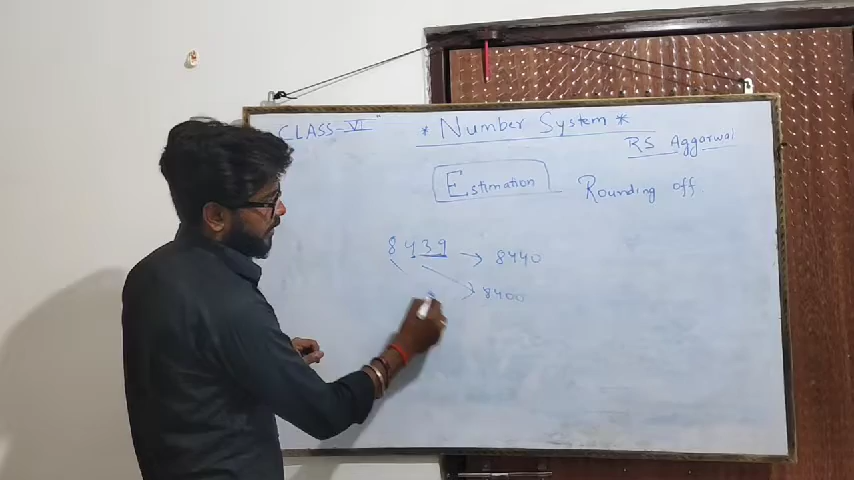 CLASS-VI * Number System *
RS Aggarwal
Estimation Rounding off
8439 → 8440
→ 8400